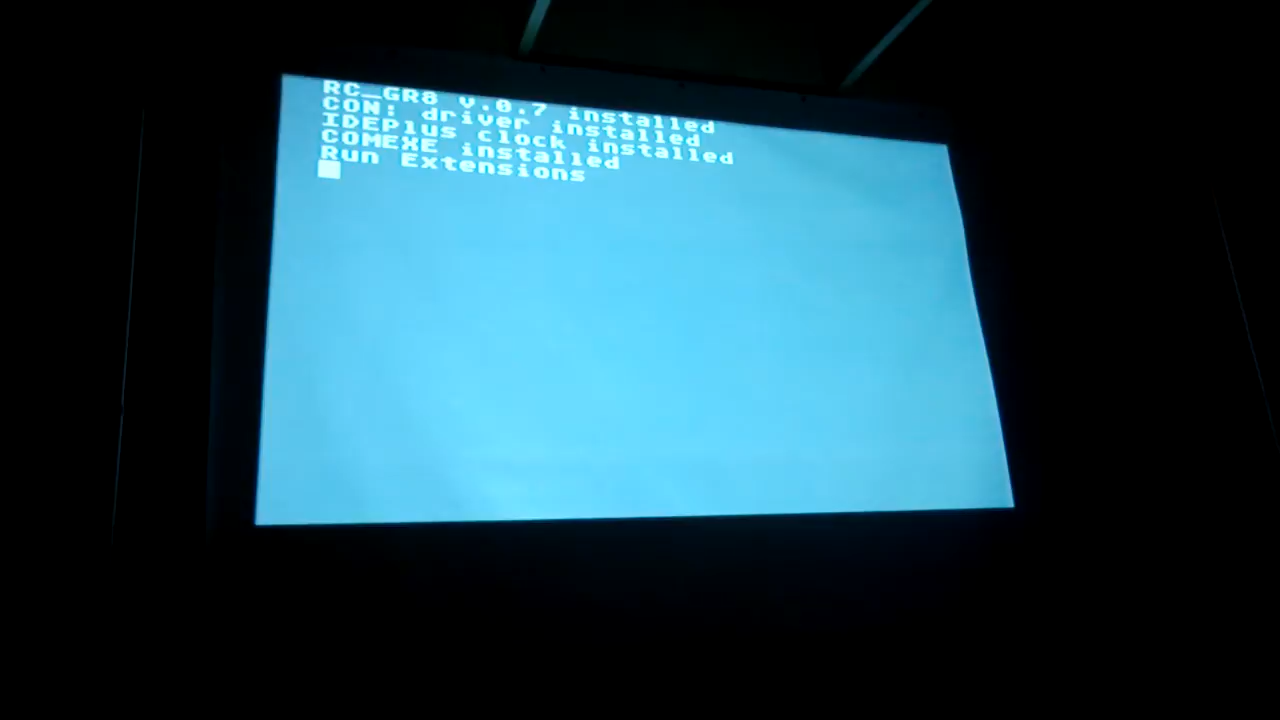 RC_GR8 v.0.7 installed
CON: driver installed
IDEPlus clock installed
COMEXE installed
Run Extensions